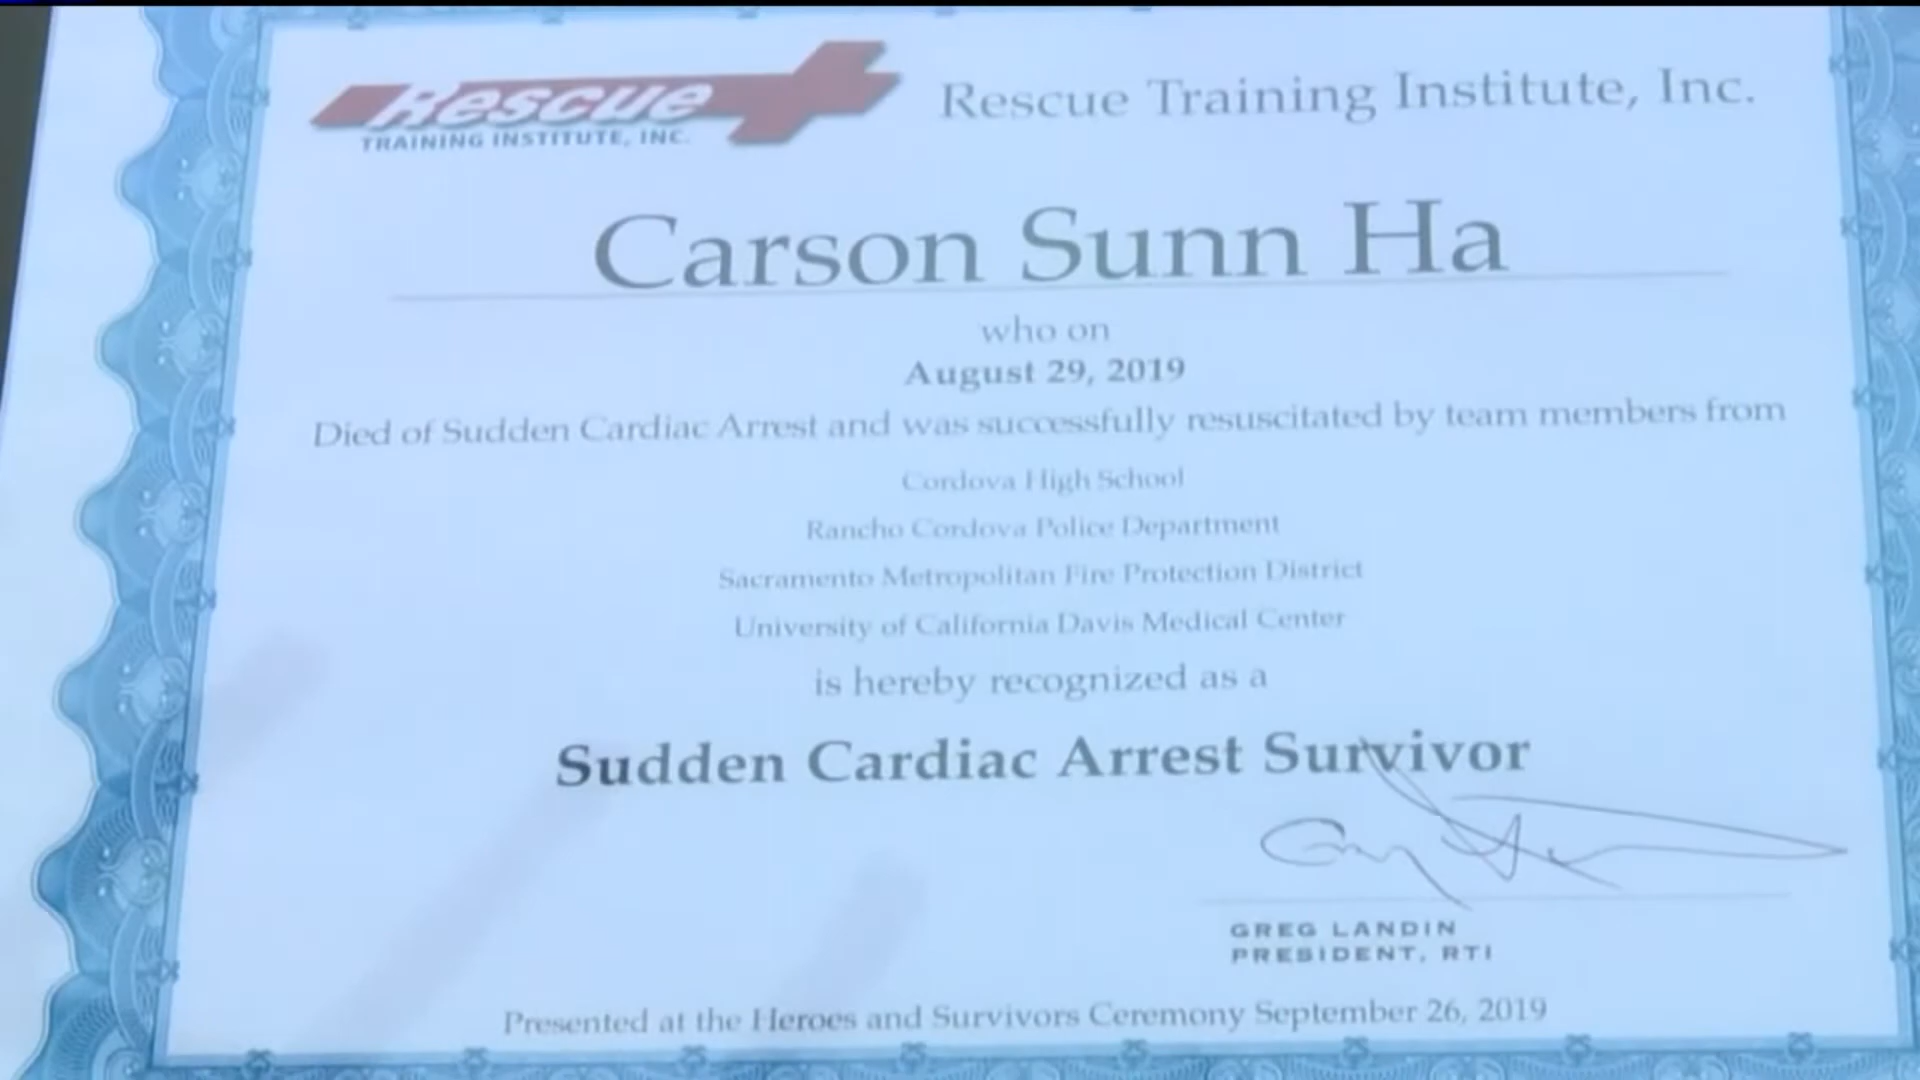 Rescue
TRAINING INSTITUTE, INC.
Rescue Training Institute, Inc.
Carson Sunn Ha
who on
August 29, 2019
Died of Sudden Cardiac Arrest and was successfully resuscitated by team members from
Cordova High School
Rancho Cordova Police Department
Sacramento Metropolitan Fire Protection District
University of California Davis Medical Center
is hereby recognized as a
Sudden Cardiac Arrest Survivor
GREG LANDIN
PRESIDENT, RTI
Presented at the Heroes and Survivors Ceremony September 26, 2019